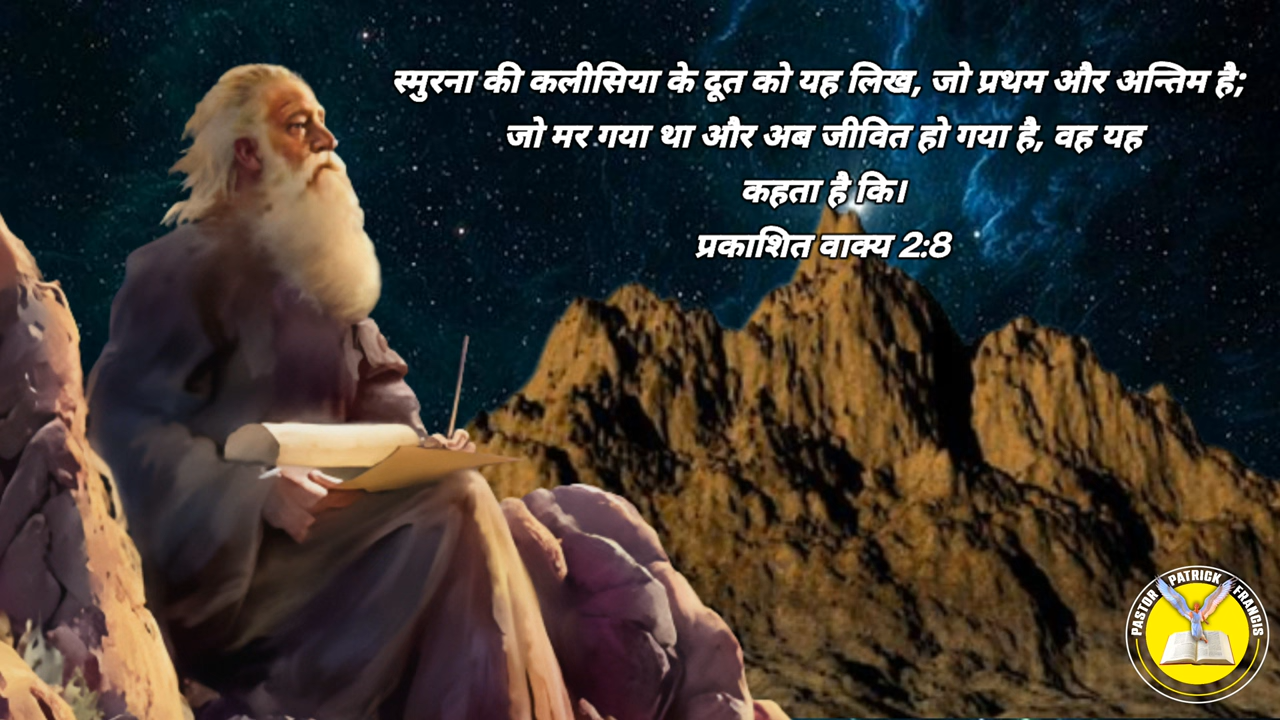 स्मुरना की कलीसिया के दूत को यह लिख, जो प्रथम और अन्तिम है;
जो मर गया था और अब जीवित हो गया है, वह यह
कहता है कि।
प्रकाशित वाक्य 2:8
PASTOR PATRICK FRANCIS